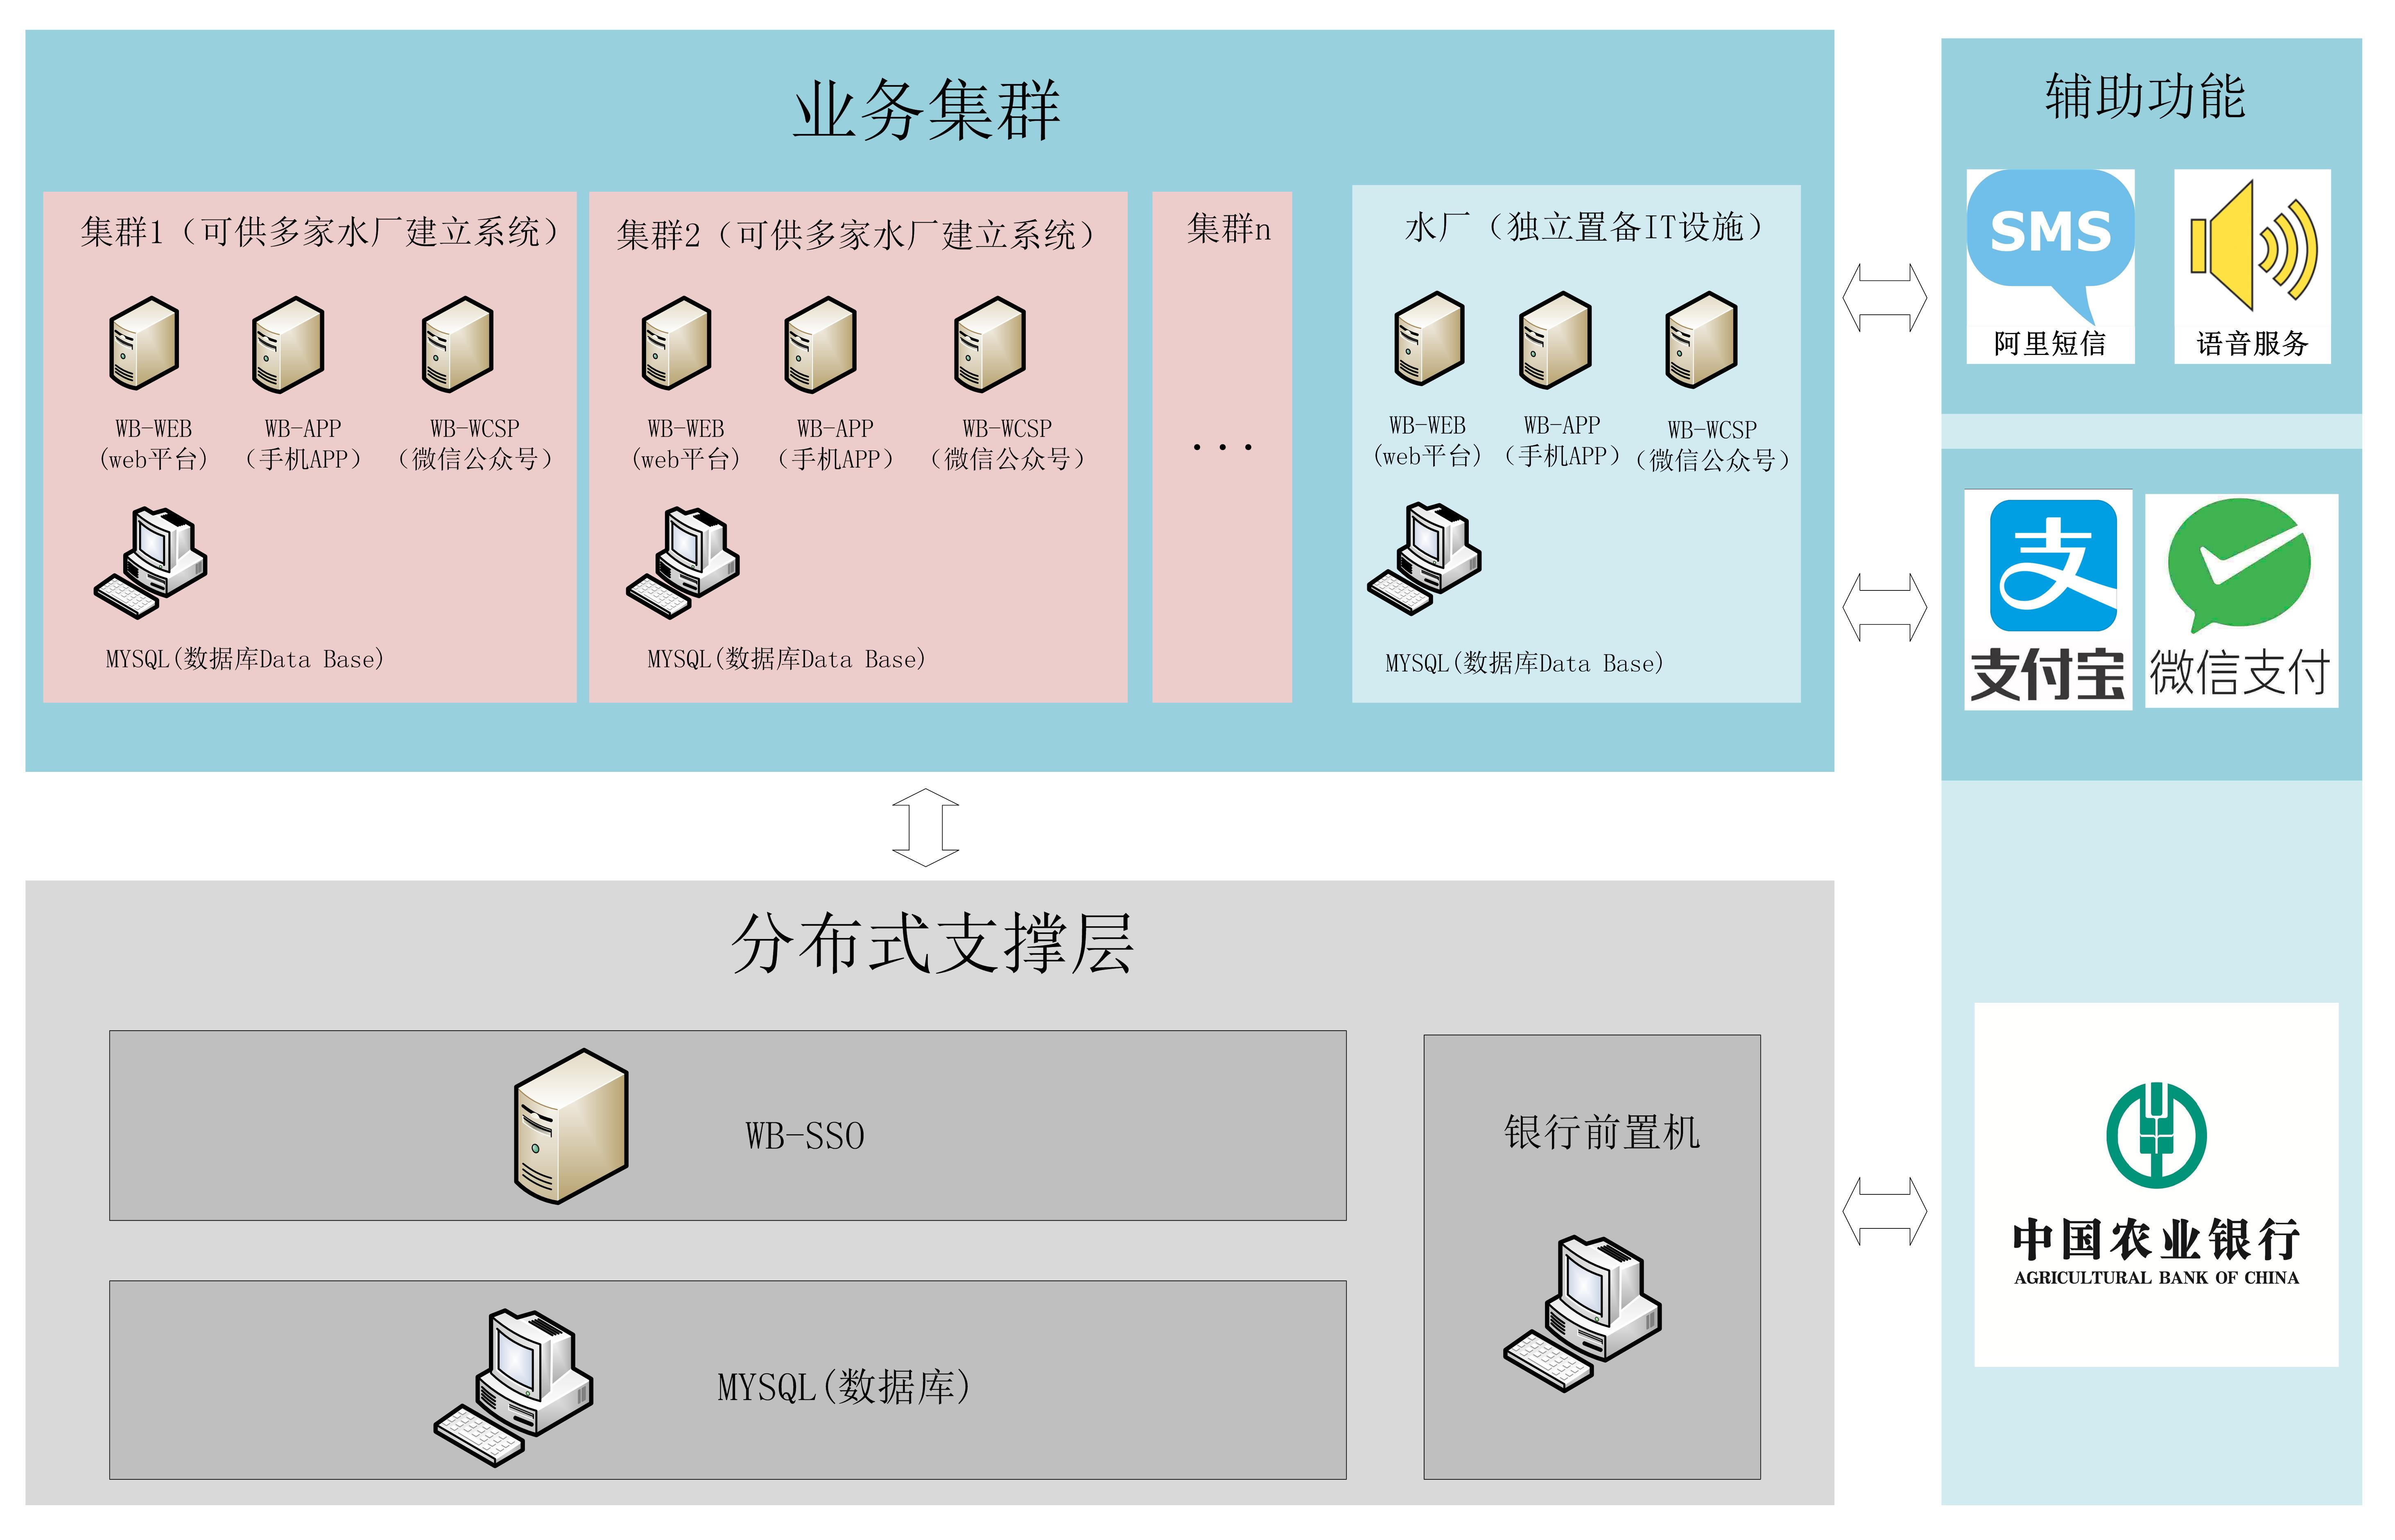 业务集群
集群1（可供多家水厂建立系统）
WB-WEB
(web平台)
WB-APP
（手机APP）
WB-WCSP
（微信公众号）
MYSQL(数据库Data Base)
集群2（可供多家水厂建立系统）
WB-WEB
(web平台)
WB-APP
（手机APP）
WB-WCSP
（微信公众号）
MYSQL(数据库Data Base)
集群n
...
水厂（独立置备IT设施）
WB-WEB
(web平台)
WB-APP
（手机APP）
WB-WCSP
（微信公众号）
MYSQL(数据库Data Base)
辅助功能
SMS
阿里短信
语音服务
支
支付宝
微信支付
分布式支撑层
WB-SSO
MYSQL(数据库)
银行前置机
中国农业银行
AGRICULTURAL BANK OF CHINA